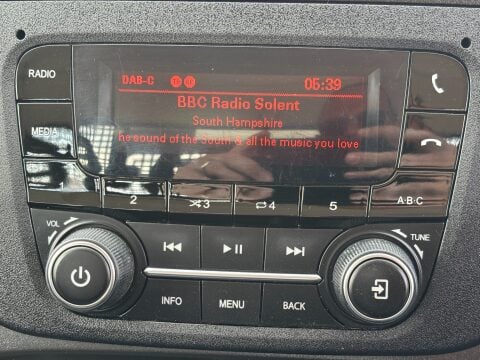 RADIO
DAB-C
05:39
BBC Radio Solent
South Hampshire
he sound of the South & all the music you love
MEDIA
2
3
4
5
A·B·C
VOL
TUNE
INFO
MENU
BACK